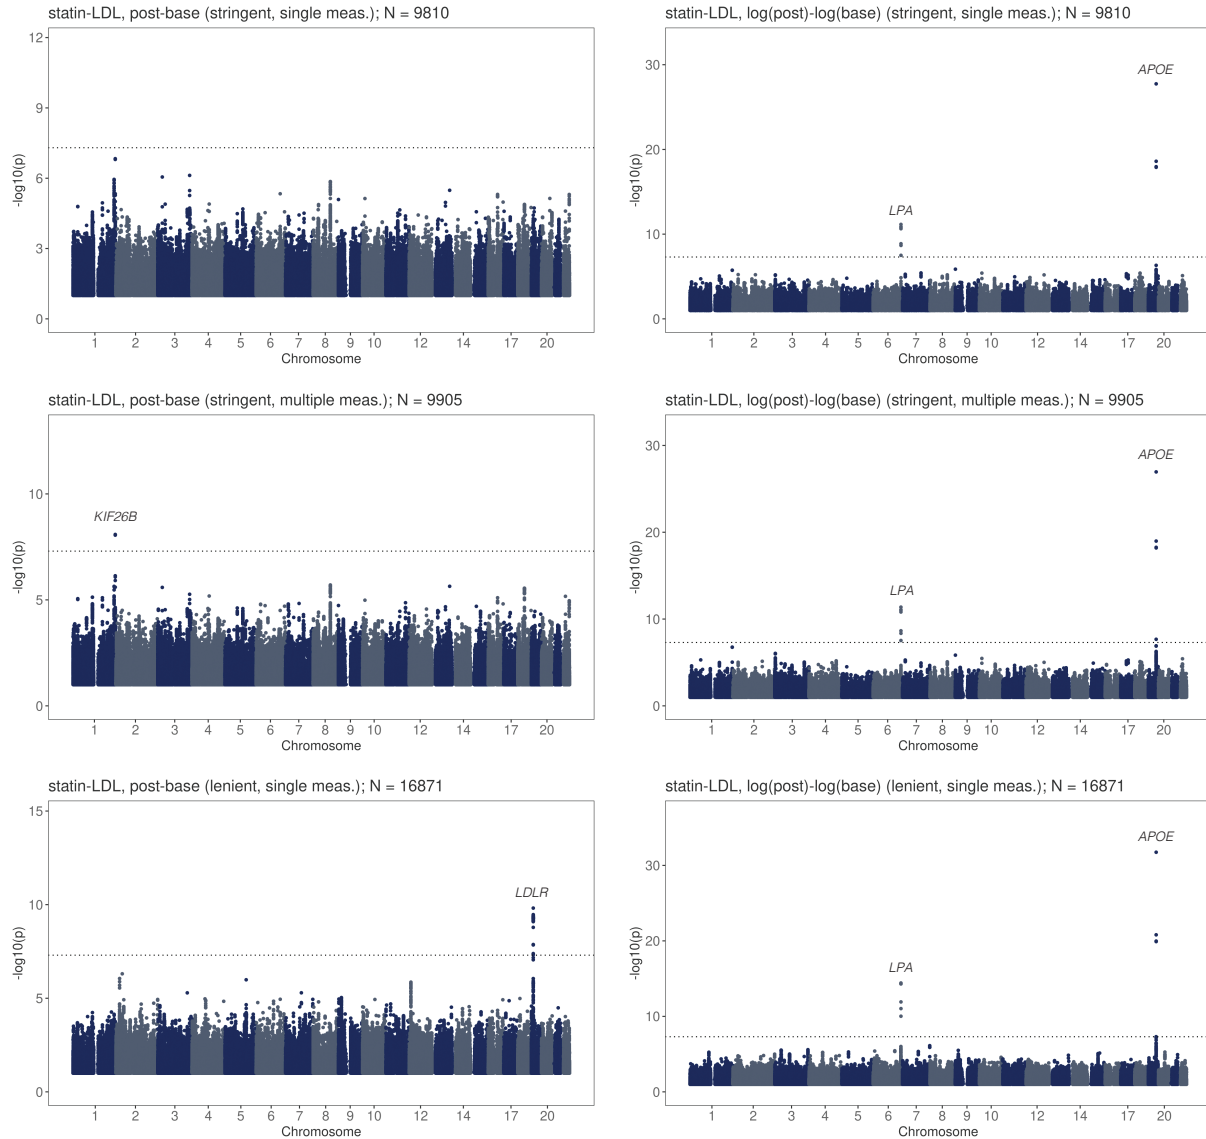 statin-LDL, post-base (stringent, single meas.); N = 9810
12
9
6
3
0
-log10(p)
1 2 3 4 5 6 7 8 9 10 12 14 17 20
Chromosome
statin-LDL, log(post)-log(base) (stringent, single meas.); N = 9810
30
20
10
0
-log10(p)
APOE
LPA
1 2 3 4 5 6 7 8 9 10 12 14 17 20
Chromosome
statin-LDL, post-base (stringent, multiple meas.); N = 9905
10
5
0
-log10(p)
KIF26B
1 2 3 4 5 6 7 8 9 10 12 14 17 20
Chromosome
statin-LDL, log(post)-log(base) (stringent, multiple meas.); N = 9905
30
20
10
0
-log10(p)
APOE
LPA
1 2 3 4 5 6 7 8 9 10 12 14 17 20
Chromosome
statin-LDL, post-base (lenient, single meas.); N = 16871
15
10
5
0
-log10(p)
LDLR
1 2 3 4 5 6 7 8 9 10 12 14 17 20
Chromosome
statin-LDL, log(post)-log(base) (lenient, single meas.); N = 16871
30
20
10
0
-log10(p)
APOE
LPA
1 2 3 4 5 6 7 8 9 10 12 14 17 20
Chromosome